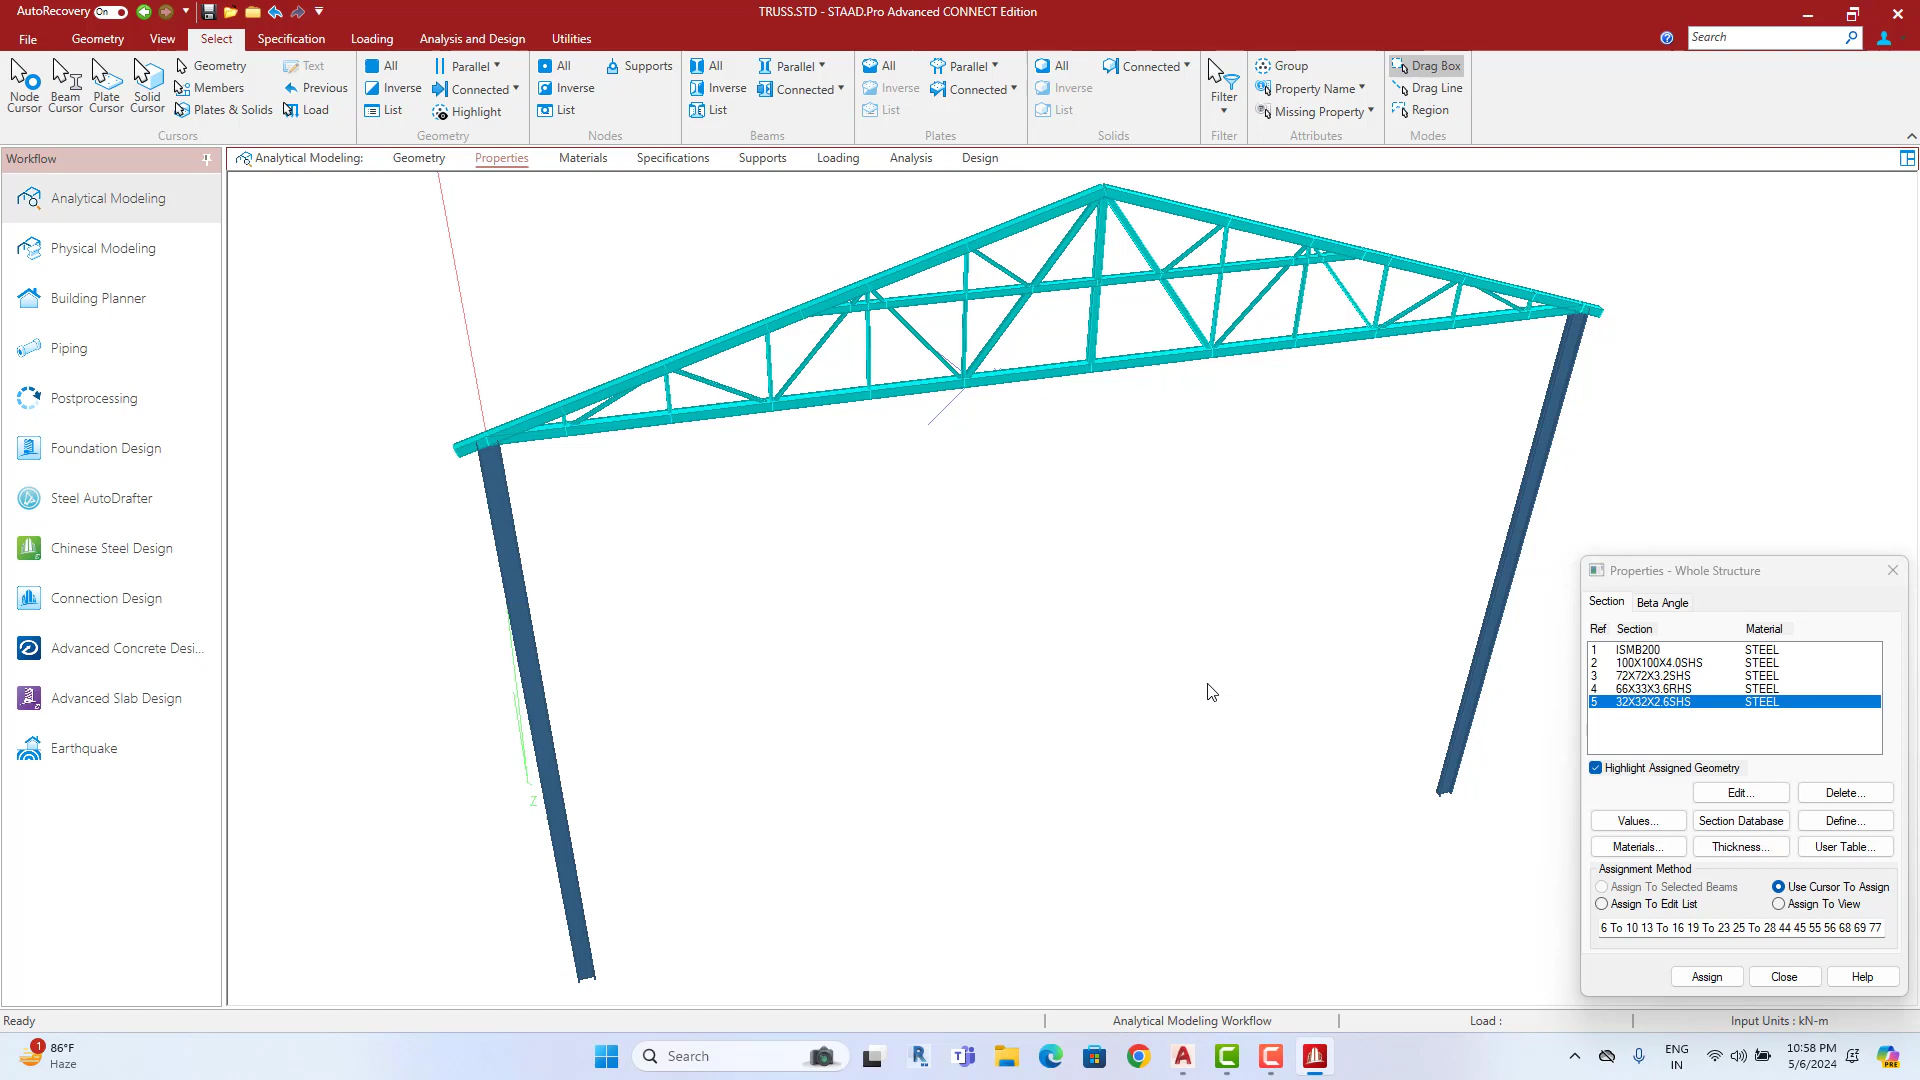 AutoRecovery On
TRUSS.STD - STAAD.Pro Advanced CONNECT Edition
File
Geometry
View
Select
Specification
Loading
Analysis and Design
Utilities
Search
Node Cursor
Beam Cursor
Plate Cursor
Solid Cursor
Geometry
Members
Plates & Solids
Text
Previous
Load
Cursors
All
Inverse
List
Parallel
Connected
Highlight
Geometry
All
Inverse
List
Supports
Nodes
All
Inverse
List
Parallel
Connected
Beams
All
Inverse
List
Parallel
Connected
Plates
All
Inverse
List
Connected
Solids
Filter
Filter
Group
Property Name
Missing Property
Attributes
Drag Box
Drag Line
Region
Modes
Workflow
Analytical Modeling
Physical Modeling
Building Planner
Piping
Postprocessing
Foundation Design
Steel AutoDrafter
Chinese Steel Design
Connection Design
Advanced Concrete Desi...
Advanced Slab Design
Earthquake
Analytical Modeling:
Geometry
Properties
Materials
Specifications
Supports
Loading
Analysis
Design
Z
Properties - Whole Structure
Section
Beta Angle
Ref Section Material
1 ISMB200 STEEL
2 100X100X4.0SHS STEEL
3 72X72X3.2SHS STEEL
4 66X33X3.6RHS STEEL
5 32X32X2.6SHS STEEL
Highlight Assigned Geometry
Edit...
Delete...
Values...
Section Database
Define...
Materials...
Thickness...
User Table...
Assignment Method
Assign To Selected Beams
Use Cursor To Assign
Assign To Edit List
Assign To View
6 To 10 13 To 16 19 To 23 25 To 28 44 45 55 56 68 69 77
Assign
Close
Help
Ready
Analytical Modeling Workflow
Load :
Input Units : kN-m
1
86°F
Haze
Search
ENG
IN
10:58 PM
5/6/2024
PRE